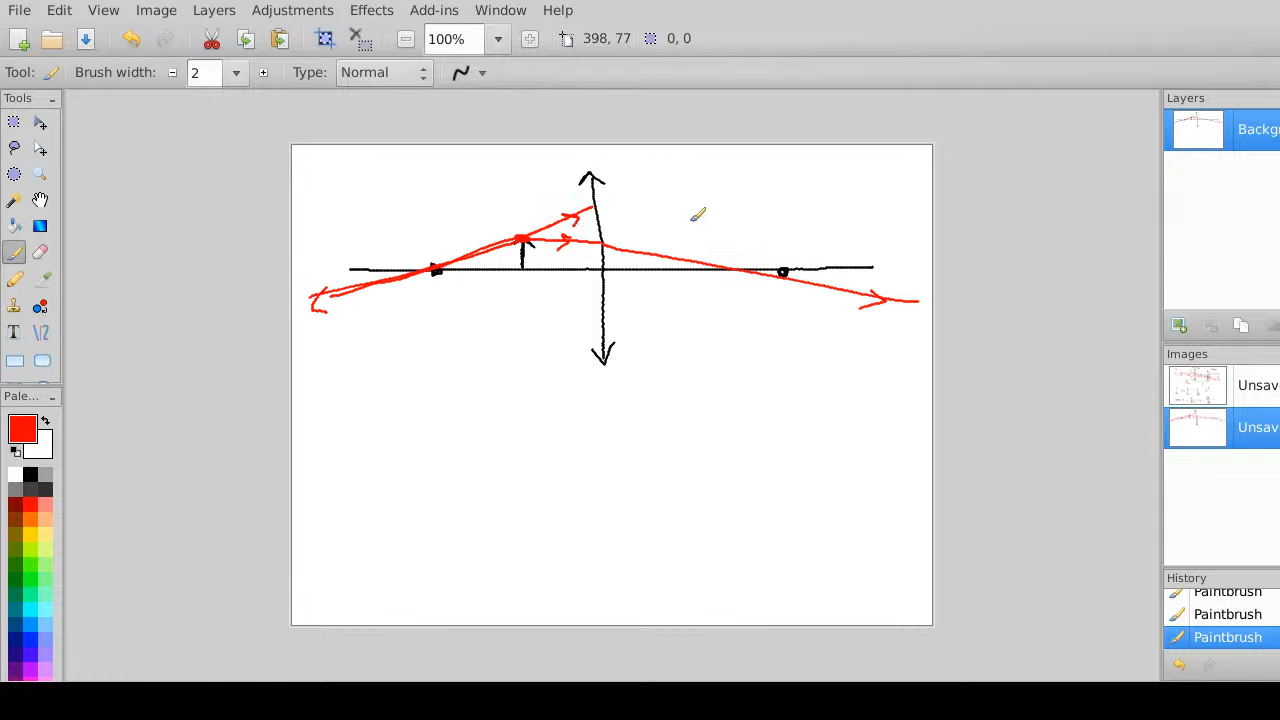 File Edit View Image Layers Adjustments Effects Add-ins Window Help
100% 398, 77 0, 0
Tool: Brush width: 2 Type: Normal
Tools
Layers
Backgr
Images
Unsav
Unsav
Pale...
History
Paintbrush
Paintbrush
Paintbrush